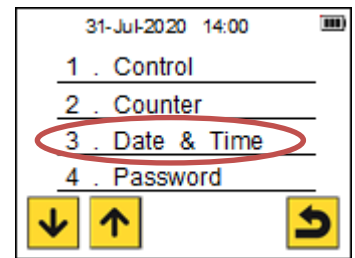 31-Jul-2020 14:00
1 . Control
2 . Counter
3 . Date & Time
4 . Password